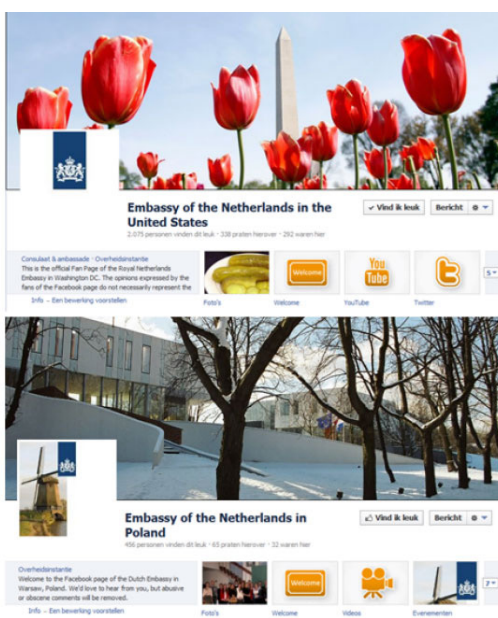 Embassy of the Netherlands in the
United States
2.075 personen vinden dit leuk · 338 praten hierover · 292 waren hier
✓ Vind ik leuk
Bericht
Consulaat & ambassade · Overheidsinstantie
This is the official Fan Page of the Royal Netherlands
Embassy in Washington DC. The opinions expressed by the
fans of the Facebook page do not necessarily represent the
Info - Een bewerking voorstellen
Welcome
You
Tube
5
Foto's
Welcome
YouTube
Twitter
Embassy of the Netherlands in
Poland
456 personen vinden dit leuk · 65 praten hierover · 32 waren hier
Vind ik leuk
Bericht
Overheidsinstantie
Welcome to the Facebook page of the Dutch Embassy in
Warsaw, Poland. We'd love to hear from you, but abusive
or obscene comments will be removed.
Info - Een bewerking voorstellen
Welcome
7
Foto's
Welcome
Videos
Evenementen